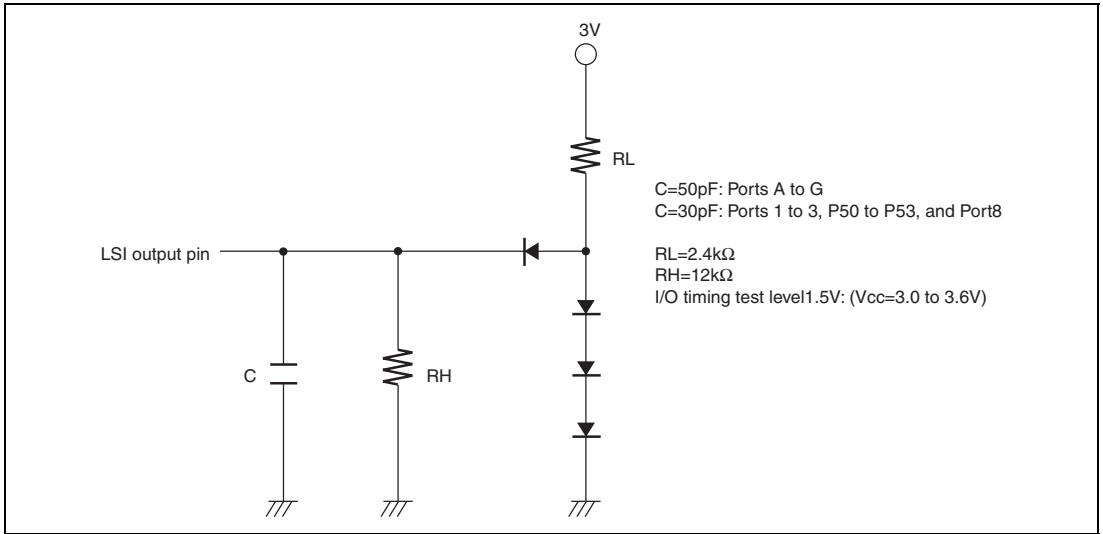 3V
RL
C=50pF: Ports A to G
C=30pF: Ports 1 to 3, P50 to P53, and Port8
LSI output pin
RL=2.4kΩ
RH=12kΩ
I/O timing test level1.5V: (Vcc=3.0 to 3.6V)
C
RH